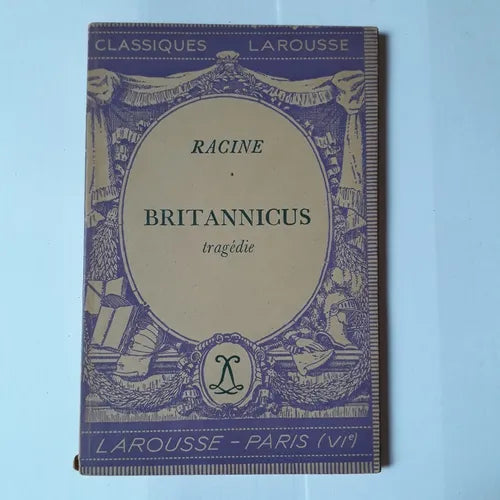 CLASSIQUES LAROUSSE
RACINE
BRITANNICUS
tragédie
L
LAROUSSE – PARIS (VIᵉ)